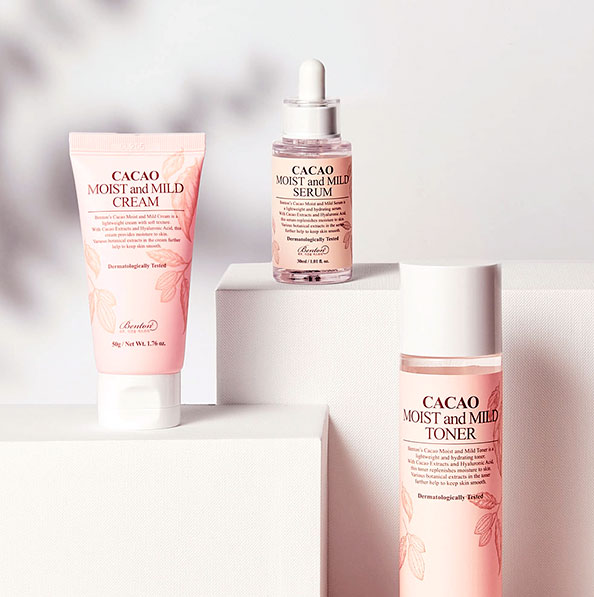 CACAO
MOIST and MILD
CREAM
Benton's Cacao Moist and Mild Cream is a
lightweight cream with soft texture.
With Cacao Extracts and Hyaluronic Acid, this
cream provides moisture to skin.
Various botanical extracts in the cream further
help to keep skin smooth.
Dermatologically Tested
Benton
50g / Net Wt. 1.76 oz.
CACAO
MOIST and MILD
SERUM
Benton's Cacao Moist and Mild Serum is
a lightweight and hydrating serum.
With Cacao Extracts and Hyaluronic Acid,
this serum replenishes moisture to skin.
Various botanical extracts in the serum
further help to keep skin smooth.
Dermatologically Tested
Benton
30ml / 1.01 fl. oz.
CACAO
MOIST and MILD
TONER
Benton's Cacao Moist and Mild Toner is a
lightweight and hydrating toner.
With Cacao Extracts and Hyaluronic Acid,
this toner replenishes moisture to skin.
Various botanical extracts in the toner
further help to keep skin smooth.
Dermatologically Tested